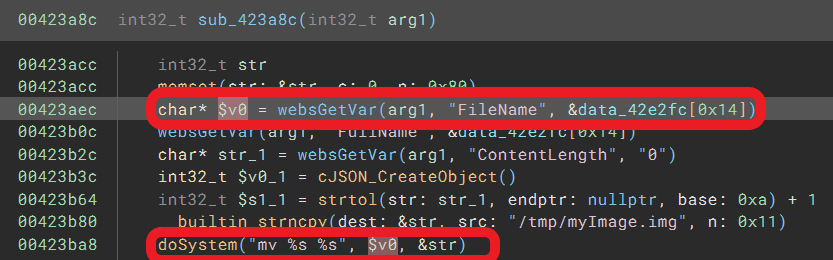 00423a8c int32_t sub_423a8c(int32_t arg1)
00423acc int32_t str
00423acc memset(str: &str, c: 0, n: 0x80)
00423aec char* $v0 = websGetVar(arg1, "FileName", &data_42e2fc[0x14])
00423b0c websGetVar(arg1, "FullName", &data_42e2fc[0x14])
00423b2c char* str_1 = websGetVar(arg1, "ContentLength", "0")
00423b3c int32_t $v0_1 = cJSON_CreateObject()
00423b64 int32_t $s1_1 = strtol(str: str_1, endptr: nullptr, base: 0xa) + 1
00423b80 builtin_strncpy(dest: &str, src: "/tmp/myImage.img", n: 0x11)
00423ba8 doSystem("mv %s %s", $v0, &str)